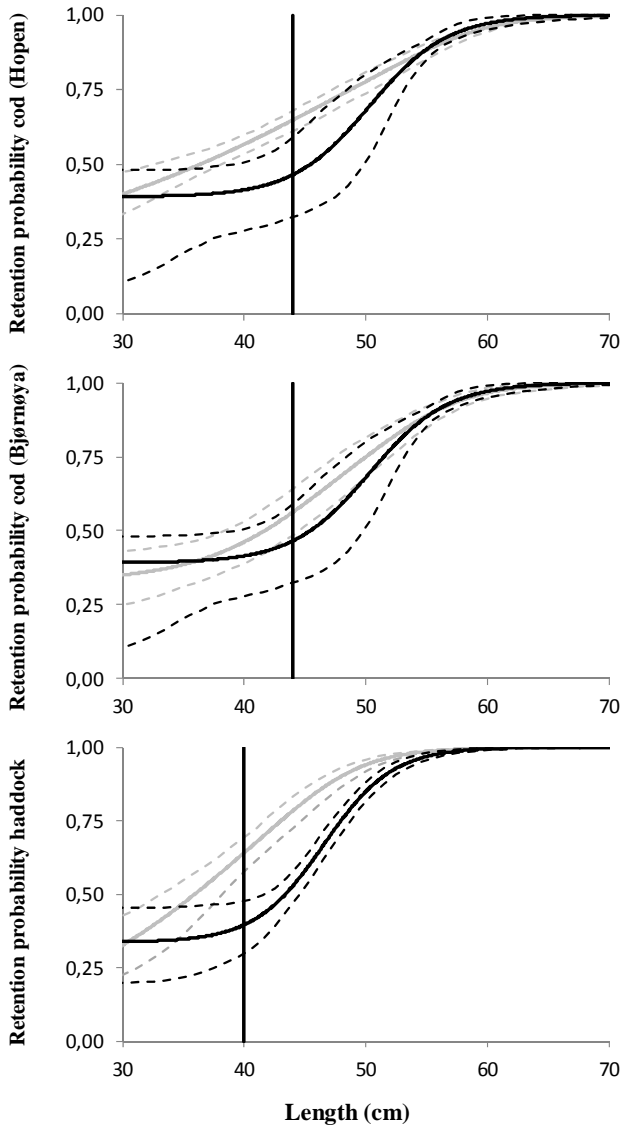 Retention probability cod (Hopen)
1,00
0,75
0,50
0,25
0,00
30 40 50 60 70
Retention probability cod (Bjørnøya)
1,00
0,75
0,50
0,25
0,00
30 40 50 60 70
Retention probability haddock
1,00
0,75
0,50
0,25
0,00
30 40 50 60 70
Length (cm)